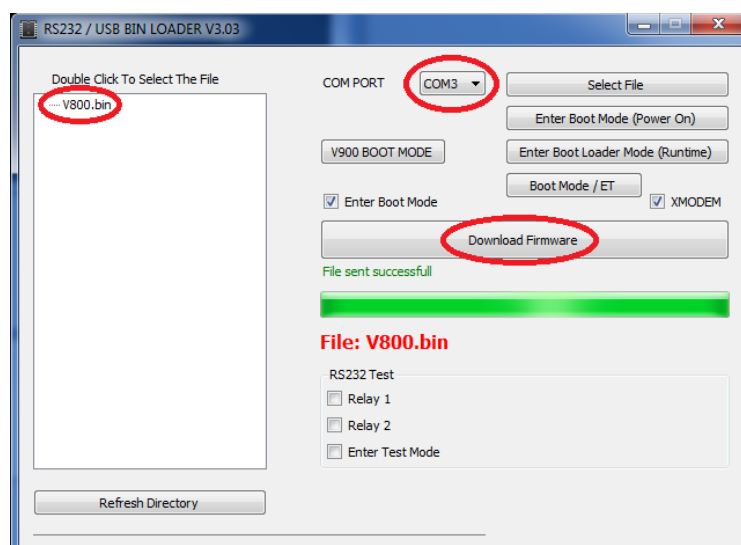 RS232 / USB BIN LOADER V3.03
Double Click To Select The File
V800.bin
Refresh Directory
COM PORT
COM3
Select File
Enter Boot Mode (Power On)
V900 BOOT MODE
Enter Boot Loader Mode (Runtime)
Boot Mode / ET
Enter Boot Mode
XMODEM
Download Firmware
File sent successfull
File: V800.bin
RS232 Test
Relay 1
Relay 2
Enter Test Mode